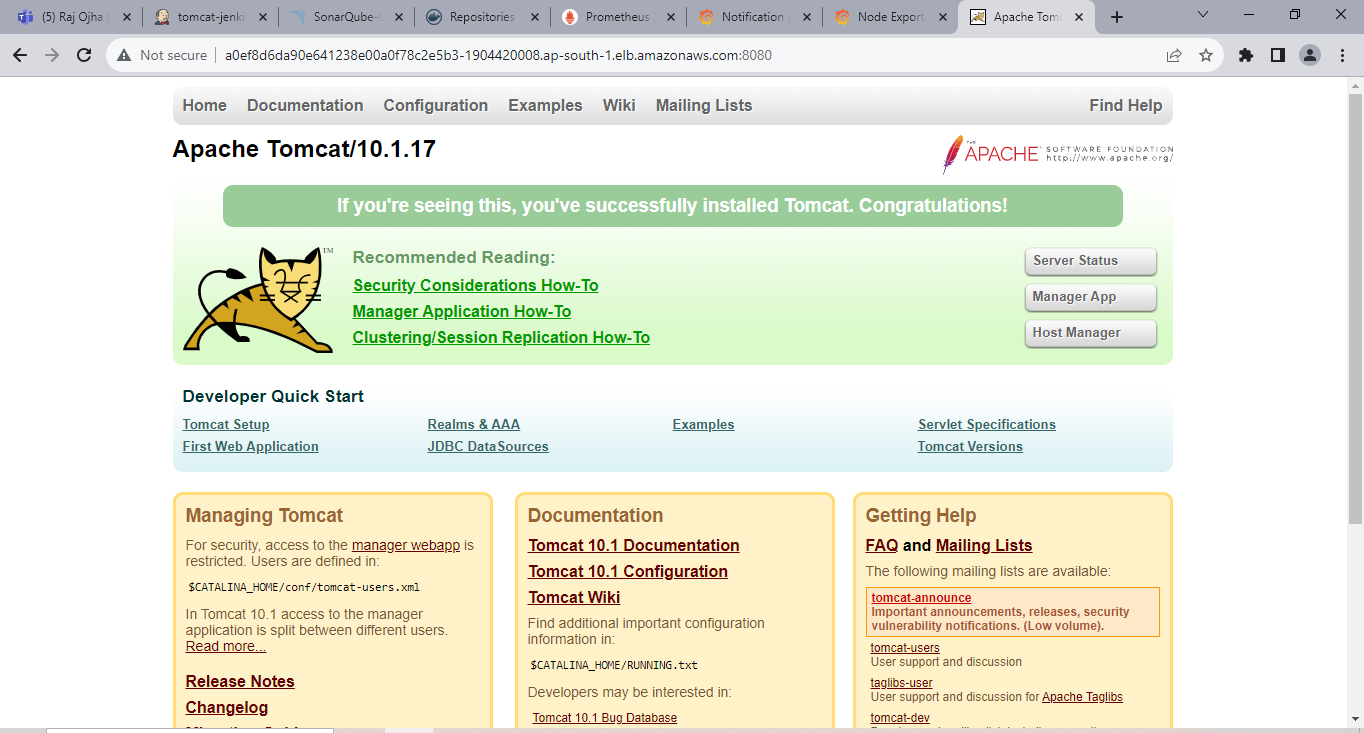 (5) Raj Ojha
tomcat-jenki
SonarQube-
Repositories
Prometheus
Notification
Node Export
Apache Tom
Not secure
a0ef8d6da90e641238e00a0f78c2e5b3-1904420008.ap-south-1.elb.amazonaws.com:8080
Home Documentation Configuration Examples Wiki Mailing Lists Find Help
Apache Tomcat/10.1.17
THE APACHE SOFTWARE FOUNDATION
http://www.apache.org/
If you're seeing this, you've successfully installed Tomcat. Congratulations!
TM
Recommended Reading:
Security Considerations How-To
Manager Application How-To
Clustering/Session Replication How-To
Server Status
Manager App
Host Manager
Developer Quick Start
Tomcat Setup
First Web Application
Realms & AAA
JDBC DataSources
Examples
Servlet Specifications
Tomcat Versions
Managing Tomcat
For security, access to the manager webapp is
restricted. Users are defined in:
$CATALINA_HOME/conf/tomcat-users.xml
In Tomcat 10.1 access to the manager
application is split between different users.
Read more...
Release Notes
Changelog
Documentation
Tomcat 10.1 Documentation
Tomcat 10.1 Configuration
Tomcat Wiki
Find additional important configuration
information in:
$CATALINA_HOME/RUNNING.txt
Developers may be interested in:
Tomcat 10.1 Bug Database
Getting Help
FAQ and Mailing Lists
The following mailing lists are available:
tomcat-announce
Important announcements, releases, security
vulnerability notifications. (Low volume).
tomcat-users
User support and discussion
taglibs-user
User support and discussion for Apache Taglibs
tomcat-dev